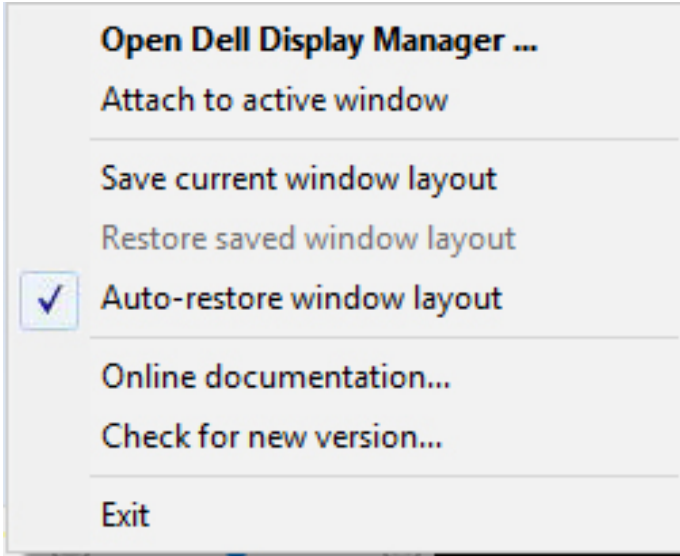 Open Dell Display Manager ...
Attach to active window
Save current window layout
Restore saved window layout
Auto-restore window layout
Online documentation...
Check for new version...
Exit